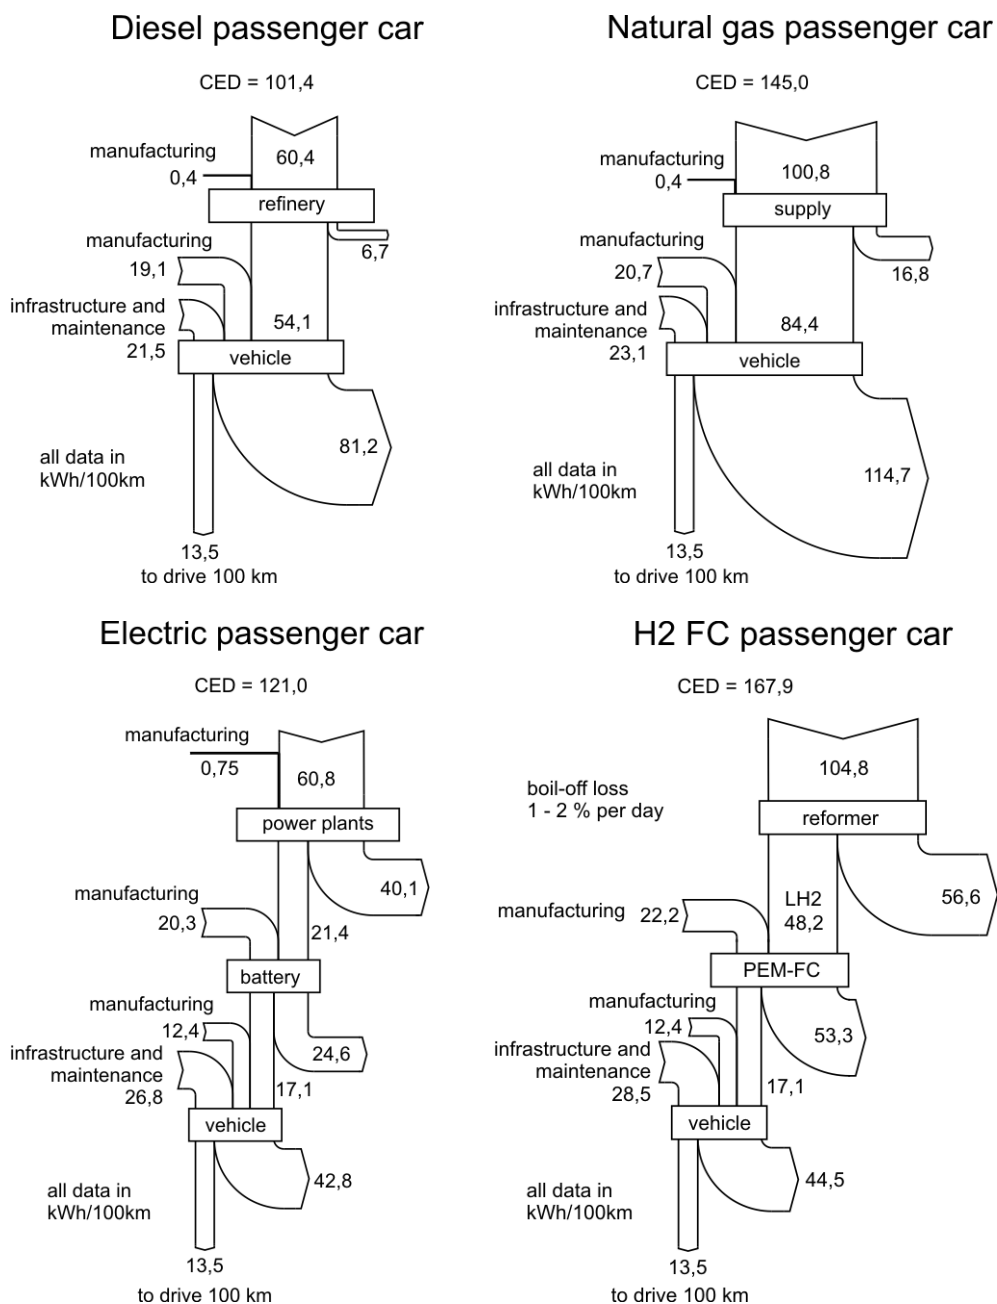 Diesel passenger car
CED = 101,4
60,4
manufacturing
0,4
refinery
6,7
manufacturing
19,1
infrastructure and
maintenance
21,5
54,1
vehicle
81,2
all data in
kWh/100km
13,5
to drive 100 km
Natural gas passenger car
CED = 145,0
100,8
manufacturing
0,4
supply
16,8
manufacturing
20,7
infrastructure and
maintenance
23,1
84,4
vehicle
114,7
all data in
kWh/100km
13,5
to drive 100 km
Electric passenger car
CED = 121,0
manufacturing
0,75
60,8
power plants
40,1
manufacturing
20,3
21,4
battery
manufacturing
12,4
24,6
infrastructure and
maintenance
26,8
17,1
vehicle
42,8
all data in
kWh/100km
13,5
to drive 100 km
H2 FC passenger car
CED = 167,9
104,8
boil-off loss
1 - 2 % per day
reformer
56,6
manufacturing
22,2
LH2
48,2
PEM-FC
manufacturing
12,4
53,3
infrastructure and
maintenance
28,5
17,1
vehicle
44,5
all data in
kWh/100km
13,5
to drive 100 km